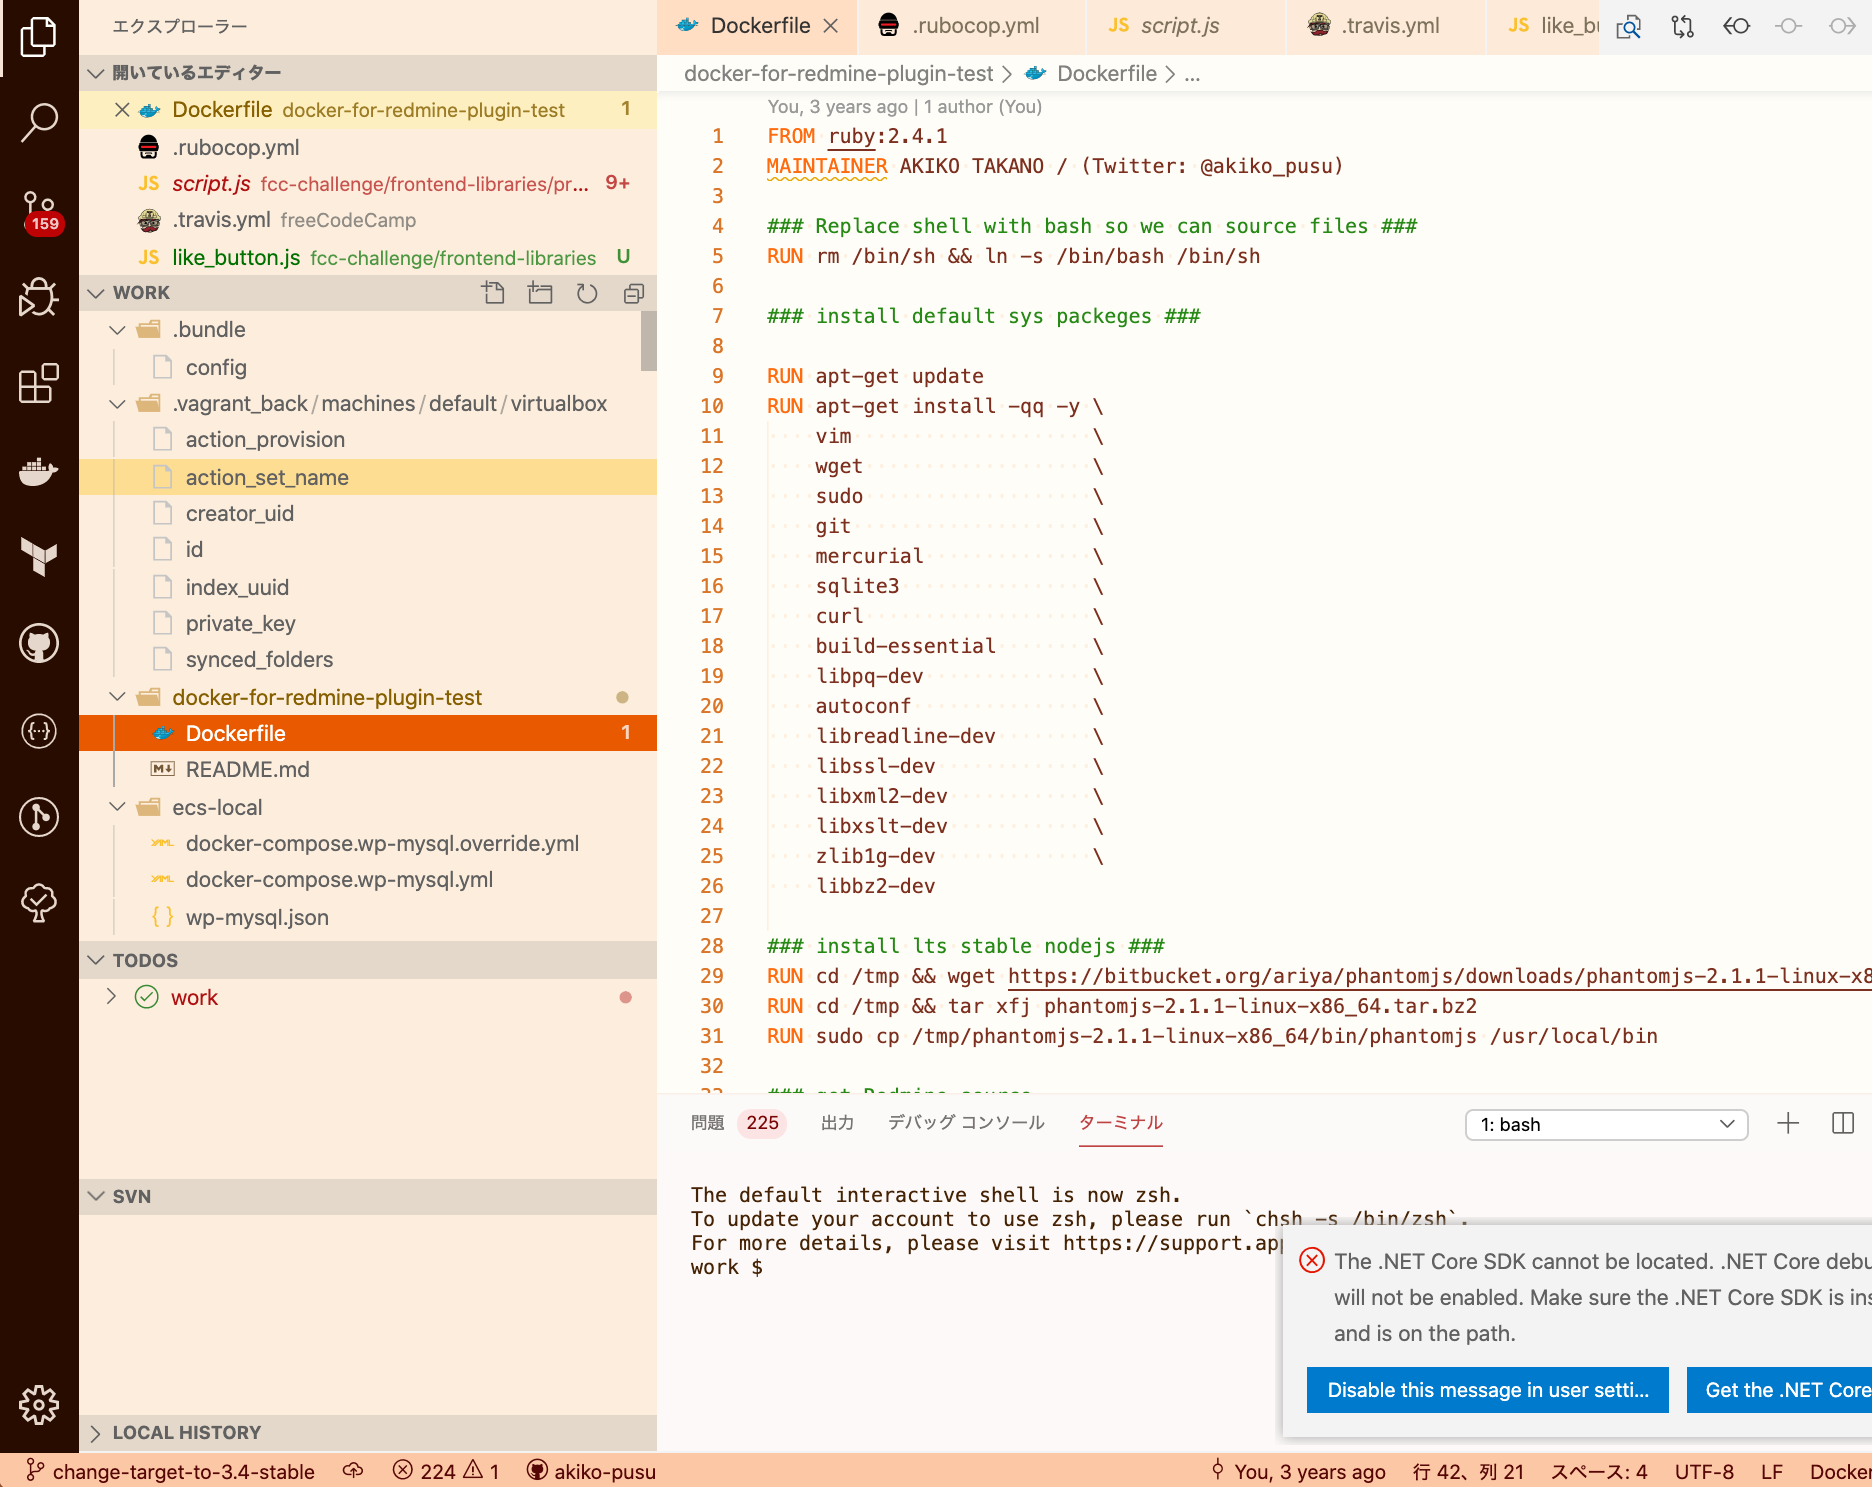 エクスプローラー
開いているエディター
Dockerfile docker-for-redmine-plugin-test 1
.rubocop.yml
JS script.js fcc-challenge/frontend-libraries/pr... 9+
.travis.yml freeCodeCamp
JS like_button.js fcc-challenge/frontend-libraries U
159
WORK
.bundle
config
.vagrant_back/machines/default/virtualbox
action_provision
action_set_name
creator_uid
id
index_uuid
private_key
synced_folders
docker-for-redmine-plugin-test
Dockerfile 1
README.md
ecs-local
docker-compose.wp-mysql.override.yml
docker-compose.wp-mysql.yml
wp-mysql.json
TODOS
work
SVN
LOCAL HISTORY
Dockerfile
.rubocop.yml
JS script.js
.travis.yml
JS like_bu
docker-for-redmine-plugin-test > Dockerfile > ...
You, 3 years ago | 1 author (You)
1 FROM ruby:2.4.1
2 MAINTAINER AKIKO TAKANO / (Twitter: @akiko_pusu)
3
4 ### Replace shell with bash so we can source files ###
5 RUN rm /bin/sh && ln -s /bin/bash /bin/sh
6
7 ### install default sys packeges ###
8
9 RUN apt-get update
10 RUN apt-get install -qq -y \
11 vim \
12 wget \
13 sudo \
14 git \
15 mercurial \
16 sqlite3 \
17 curl \
18 build-essential \
19 libpq-dev \
20 autoconf \
21 libreadline-dev \
22 libssl-dev \
23 libxml2-dev \
24 libxslt-dev \
25 zlib1g-dev \
26 libbz2-dev
27
28 ### install lts stable nodejs ###
29 RUN cd /tmp && wget https://bitbucket.org/ariya/phantomjs/downloads/phantomjs-2.1.1-linux-x8
30 RUN cd /tmp && tar xfj phantomjs-2.1.1-linux-x86_64.tar.bz2
31 RUN sudo cp /tmp/phantomjs-2.1.1-linux-x86_64/bin/phantomjs /usr/local/bin
32
33 ### get Redmine source
問題 225 出力 デバッグ コンソール ターミナル
1: bash
The default interactive shell is now zsh.
To update your account to use zsh, please run `chsh -s /bin/zsh`.
For more details, please visit https://support.app
work $
The .NET Core SDK cannot be located. .NET Core debu
will not be enabled. Make sure the .NET Core SDK is ins
and is on the path.
Disable this message in user setti...
Get the .NET Core
change-target-to-3.4-stable 224 1 akiko-pusu
You, 3 years ago 行 42、列 21 スペース: 4 UTF-8 LF Docker